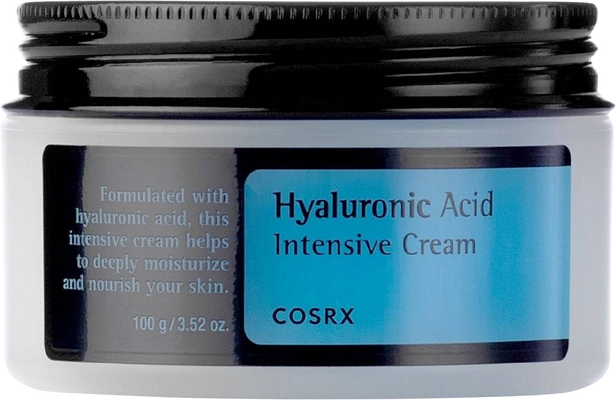 Formulated with
hyaluronic acid, this
intensive cream helps
to deeply moisturize
and nourish your skin.
100 g / 3.52 oz.
Hyaluronic Acid
Intensive Cream
COSRX